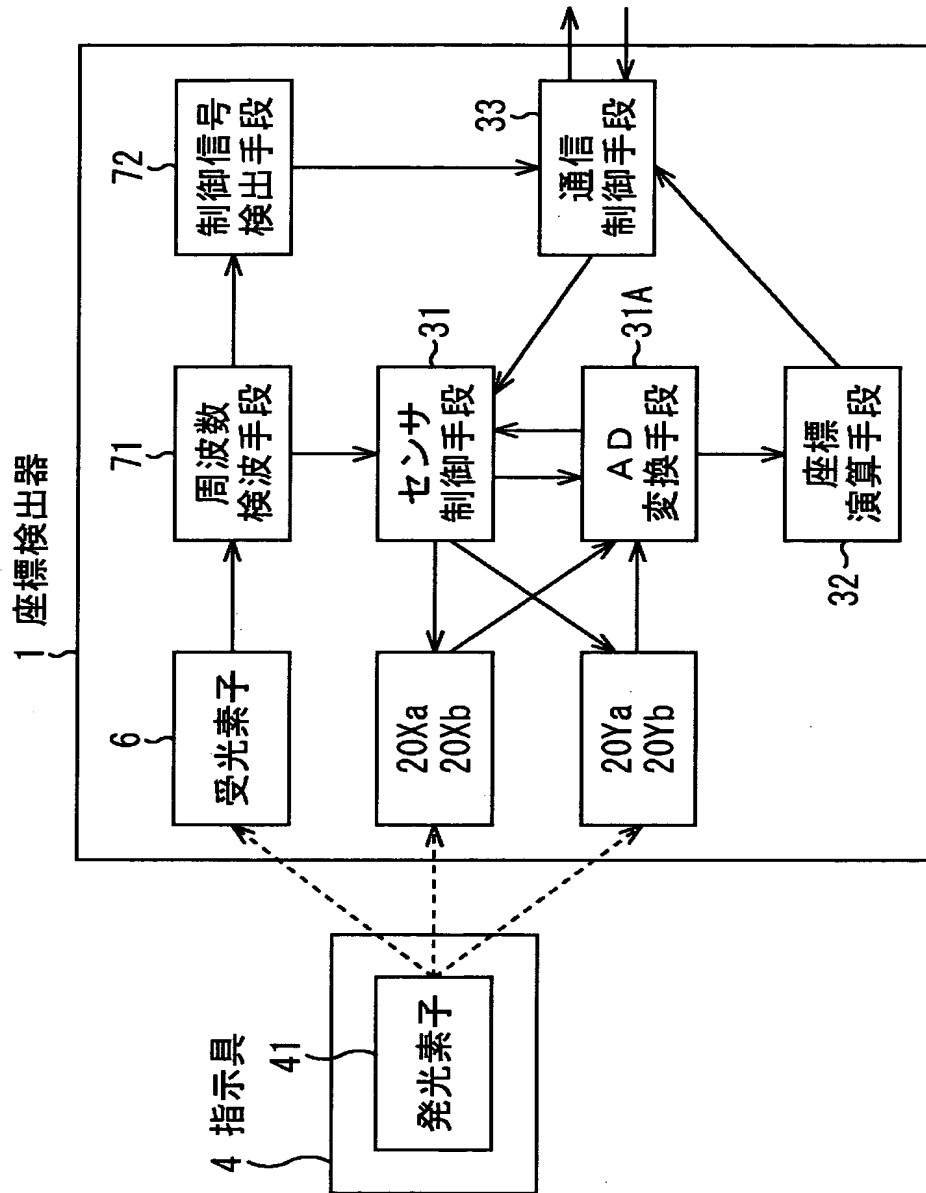 1 座標検出器
6
受光素子
71
周波数
検波手段
72
制御信号
検出手段
4 指示具
41
発光素子
20Xa
20Xb
31
センサ
制御手段
33
通信
制御手段
20Ya
20Yb
31A
AD
変換手段
32
座標
演算手段